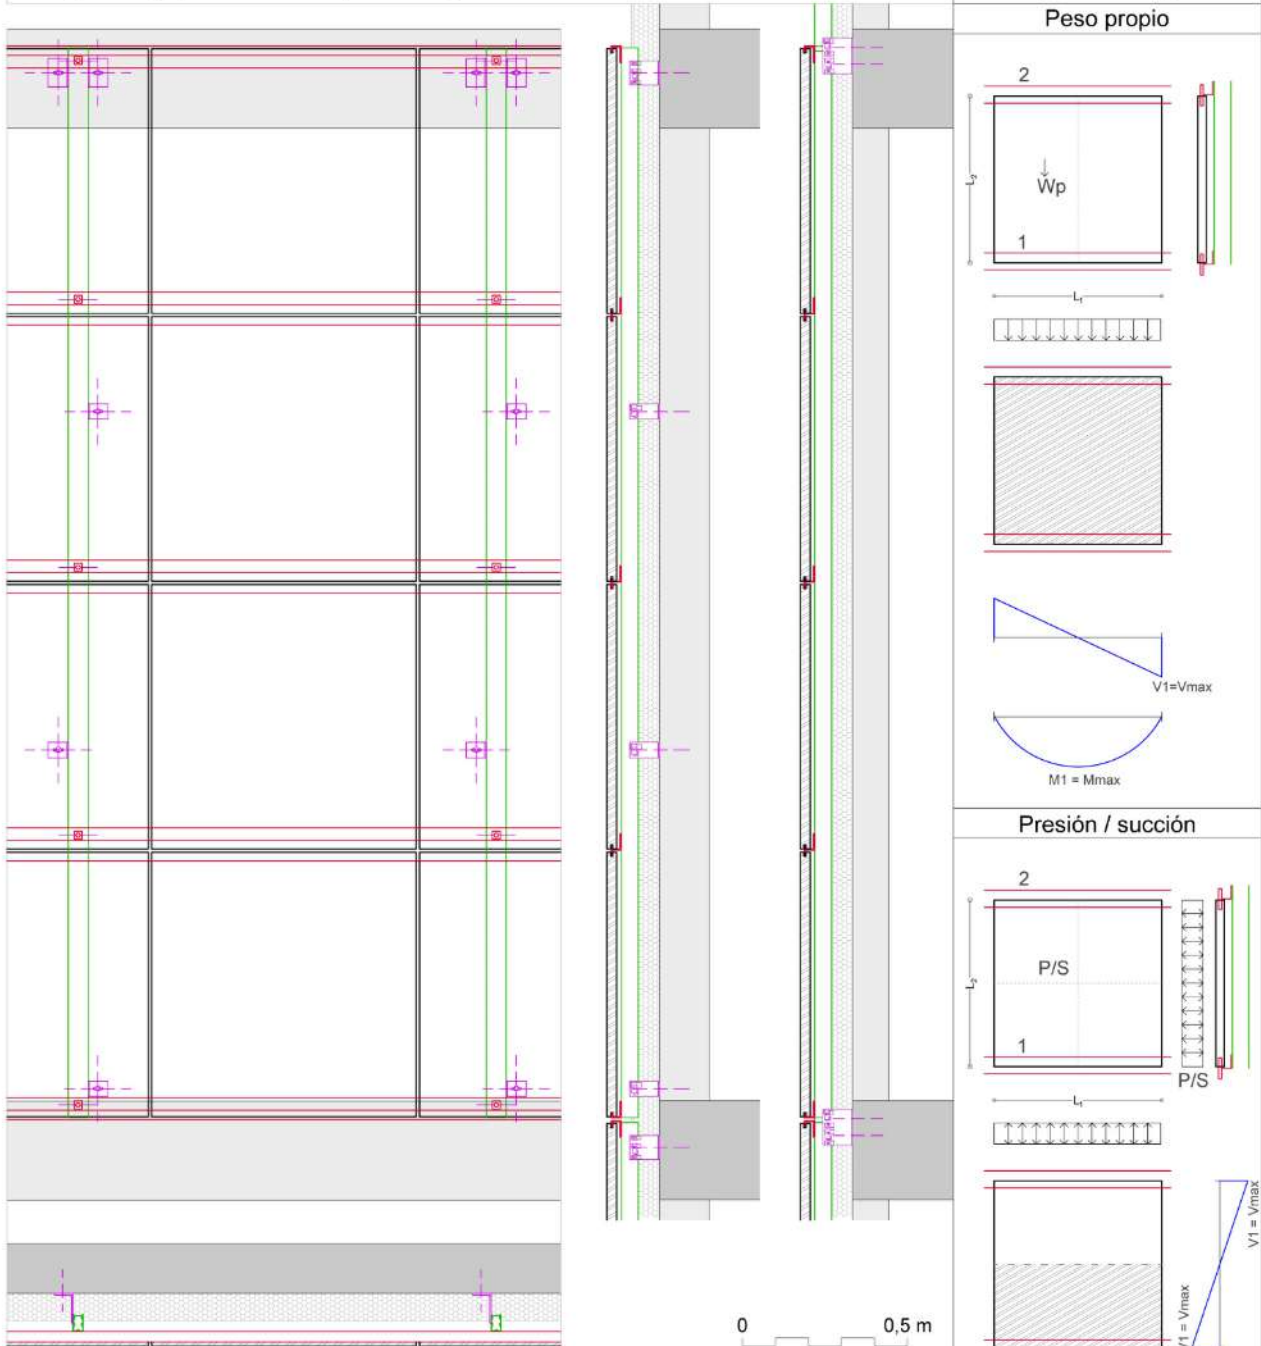 Peso propio
2
L2
Wp
1
L1
V1=Vmax
M1 = Mmax
Presión / succión
2
L2
P/S
1
P/S
L1
V1 = Vmax
V1 = Vmax
0 0,5 m